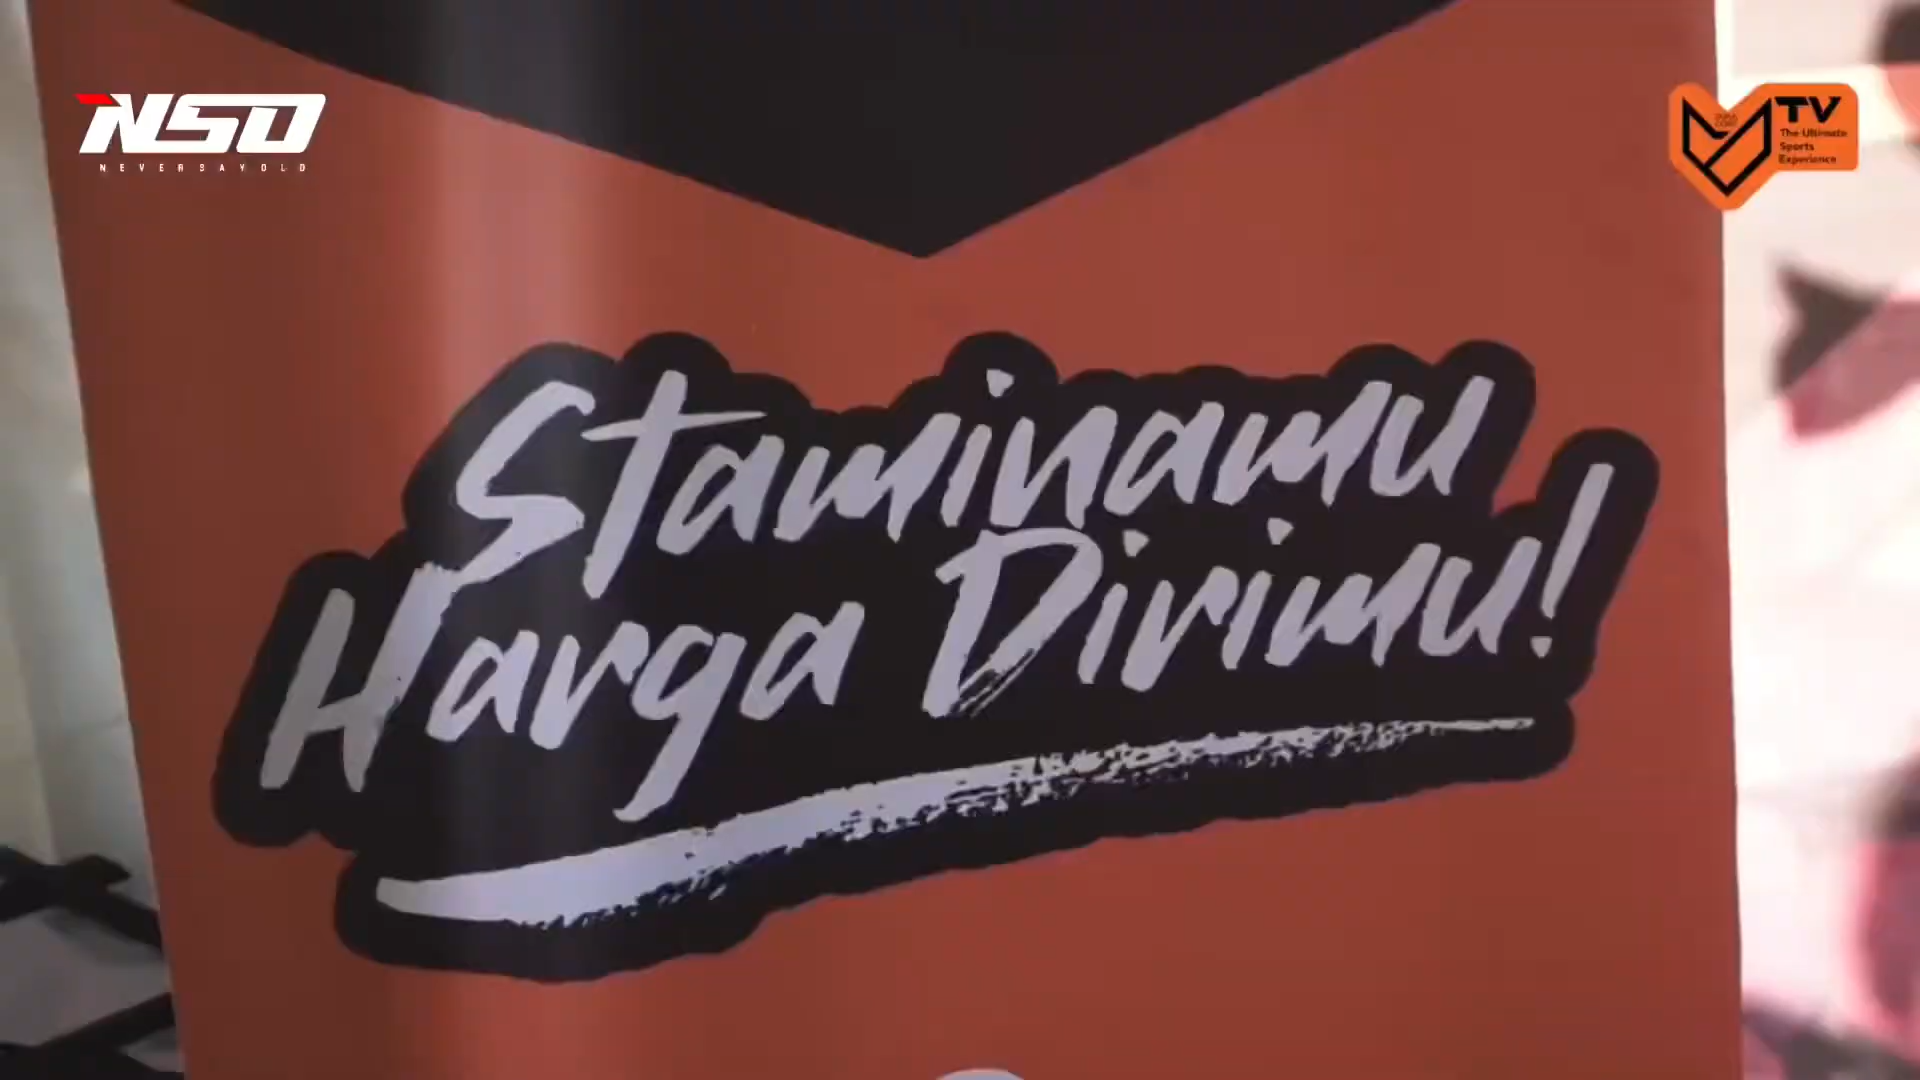 NSO
NEVERSAYOLD
TV
The Ultimate
Sports
Experience
Staminamu
Harga Dirimu!